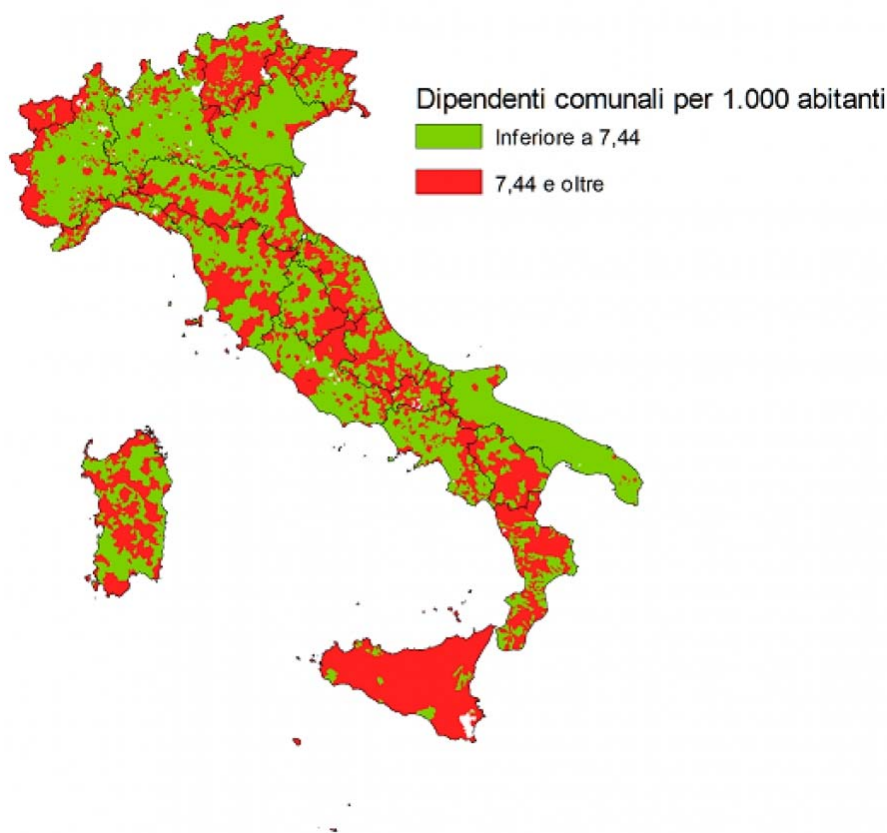 Dipendenti comunali per 1.000 abitanti
Inferiore a 7,44
7,44 e oltre